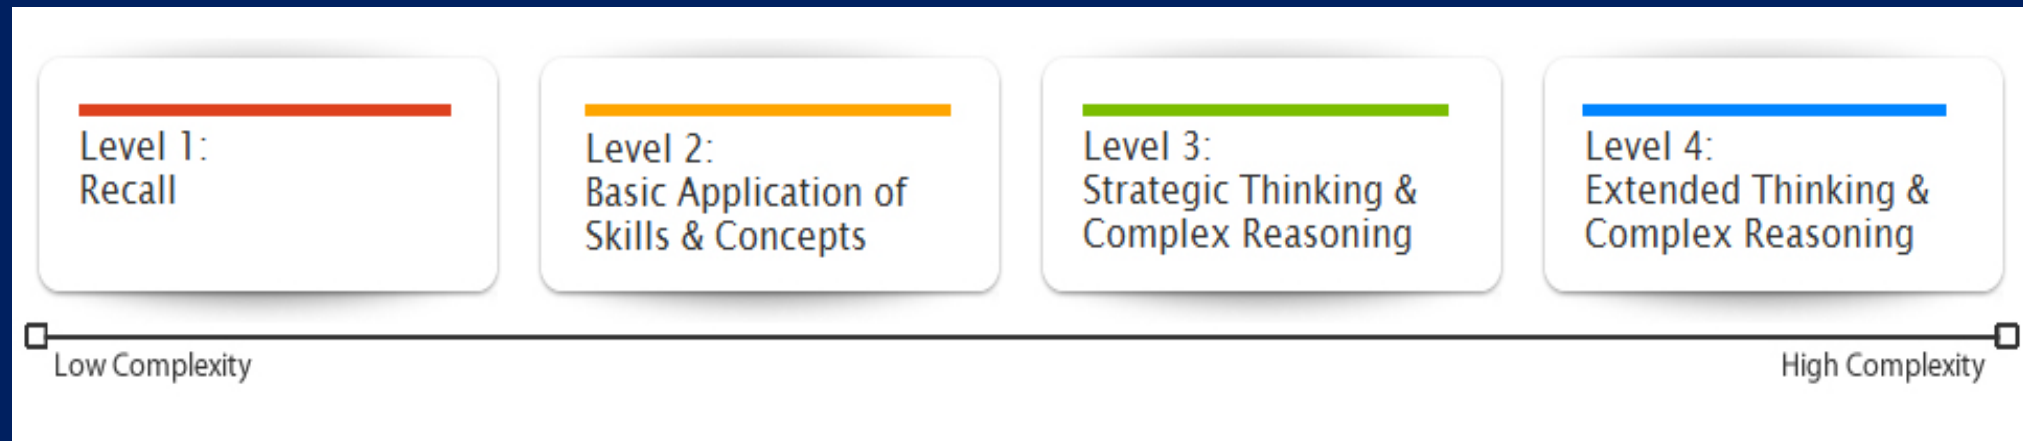 Level 1:
Recall
Level 2:
Basic Application of
Skills & Concepts
Level 3:
Strategic Thinking &
Complex Reasoning
Level 4:
Extended Thinking &
Complex Reasoning
Low Complexity
High Complexity